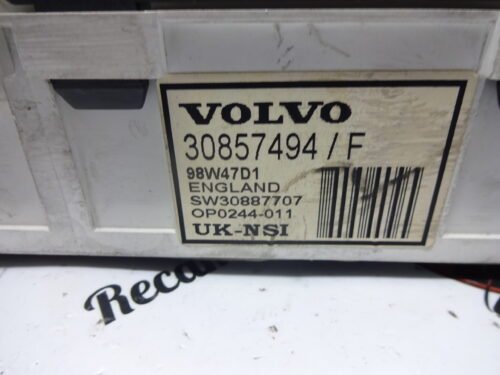 VOLVO
30857494 / F
98W47D1
ENGLAND
SW30887707
OP0244-011
UK-NSI